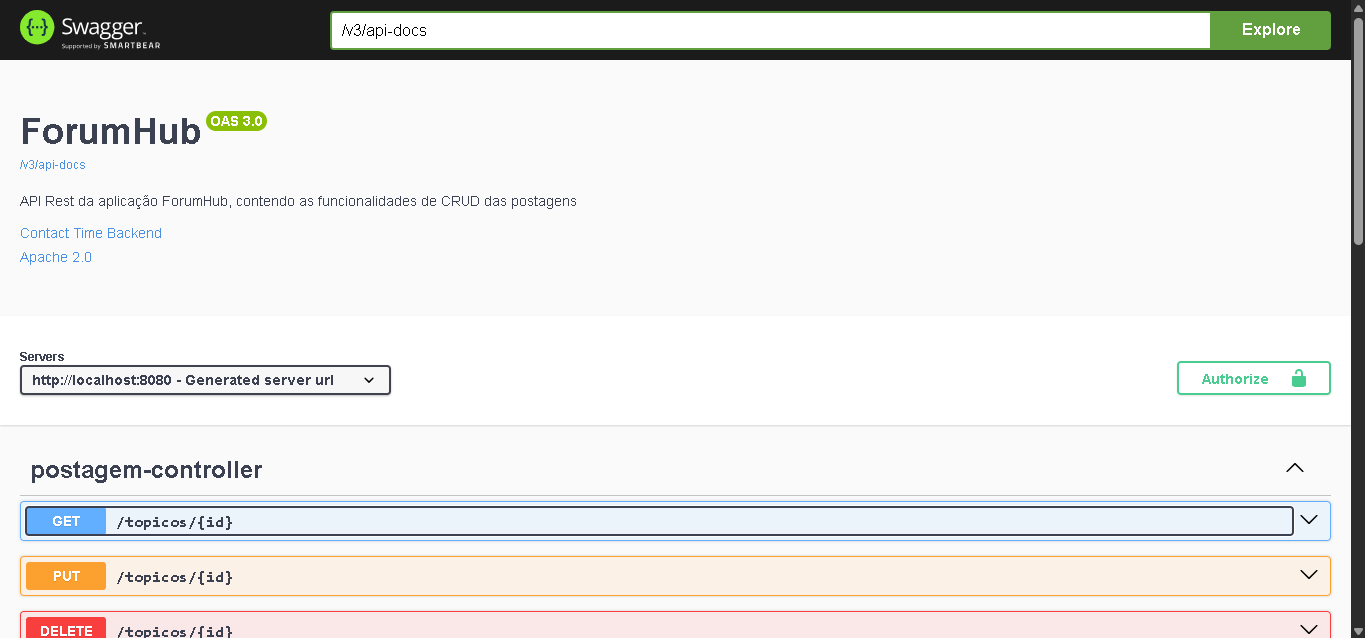 Swagger
Supported by SMARTBEAR
/v3/api-docs
Explore
ForumHub
OAS 3.0
/v3/api-docs
API Rest da aplicação ForumHub, contendo as funcionalidades de CRUD das postagens
Contact Time Backend
Apache 2.0
Servers
http://localhost:8080 - Generated server url
Authorize
postagem-controller
GET /topicos/{id}
PUT /topicos/{id}
DELETE /topicos/{id}